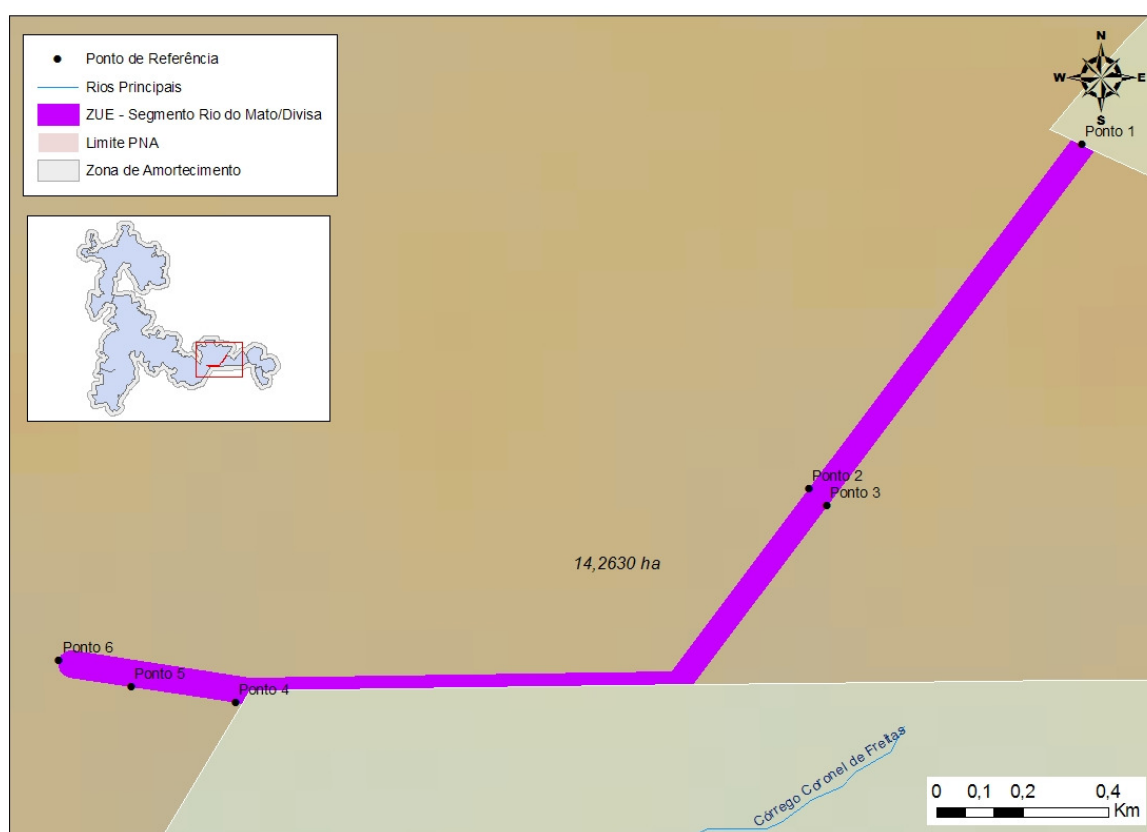 Ponto de Referência
Rios Principais
ZUE - Segmento Rio do Mato/Divisa
Limite PNA
Zona de Amortecimento
N
W
E
S
Ponto 1
Ponto 2
Ponto 3
14,2630 ha
Ponto 6
Ponto 5
Ponto 4
Córrego Coronel de Freitas
0 0,1 0,2 0,4
Km